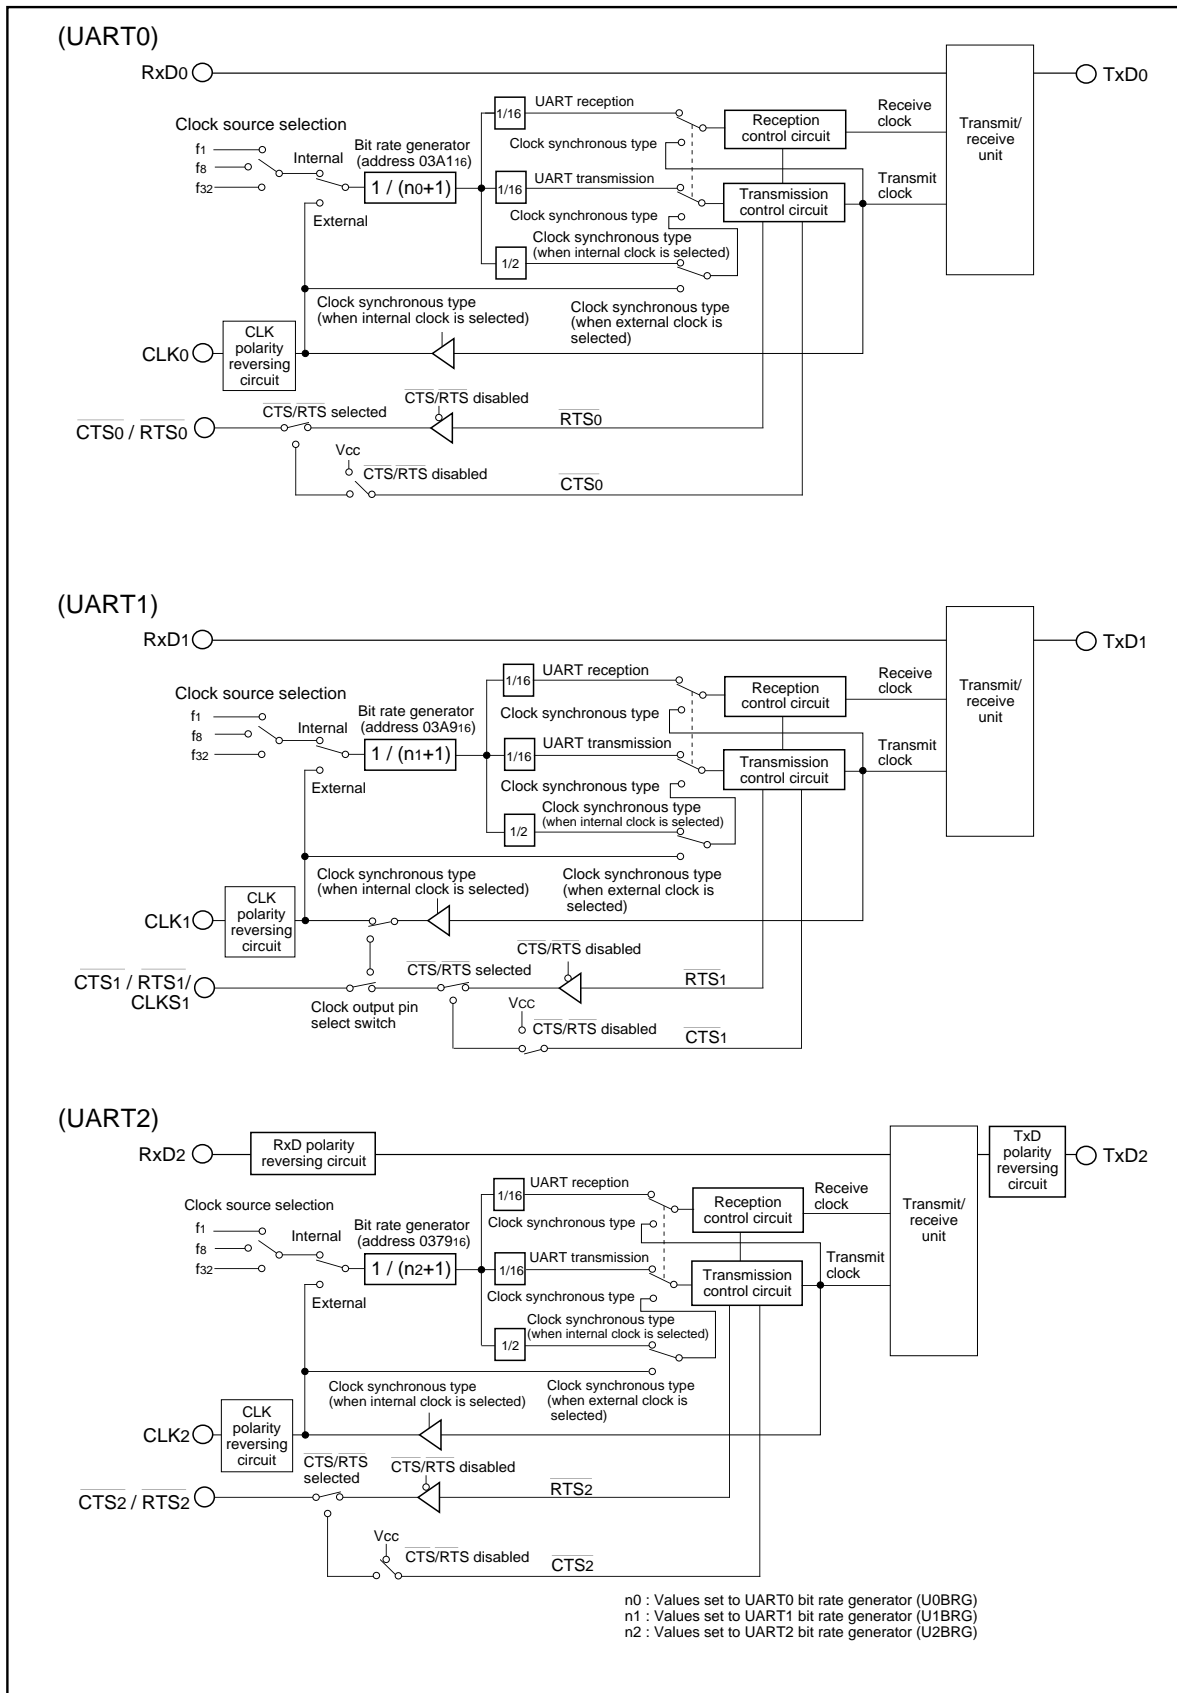 (UART0)
RxD0
TxD0
Clock source selection
f1
f8
f32
Internal
External
Bit rate generator
(address 03A116)
1 / (n0+1)
1/16
UART reception
Clock synchronous type
1/16
UART transmission
Clock synchronous type
1/2
Clock synchronous type
(when internal clock is selected)
Reception
control circuit
Transmission
control circuit
Receive
clock
Transmit
clock
Transmit/
receive
unit
Clock synchronous type
(when internal clock is selected)
Clock synchronous type
(when external clock is
selected)
CLK0
CLK
polarity
reversing
circuit
CTS0 / RTS0
CTS/RTS selected
CTS/RTS disabled
RTS0
Vcc
CTS/RTS disabled
CTS0
(UART1)
RxD1
TxD1
Clock source selection
f1
f8
f32
Internal
External
Bit rate generator
(address 03A916)
1 / (n1+1)
1/16
UART reception
Clock synchronous type
1/16
UART transmission
Clock synchronous type
1/2
Clock synchronous type
(when internal clock is selected)
Reception
control circuit
Transmission
control circuit
Receive
clock
Transmit
clock
Transmit/
receive
unit
Clock synchronous type
(when internal clock is selected)
Clock synchronous type
(when external clock is
selected)
CLK1
CLK
polarity
reversing
circuit
CTS1 / RTS1/
CLKS1
Clock output pin
select switch
CTS/RTS selected
CTS/RTS disabled
RTS1
VCC
CTS/RTS disabled
CTS1
(UART2)
RxD2
RxD polarity
reversing circuit
TxD
polarity
reversing
circuit
TxD2
Clock source selection
f1
f8
f32
Internal
External
Bit rate generator
(address 037916)
1 / (n2+1)
1/16
UART reception
Clock synchronous type
1/16
UART transmission
Clock synchronous type
1/2
Clock synchronous type
(when internal clock is selected)
Reception
control circuit
Transmission
control circuit
Receive
clock
Transmit
clock
Transmit/
receive
unit
Clock synchronous type
(when internal clock is selected)
Clock synchronous type
(when external clock is
selected)
CLK2
CLK
polarity
reversing
circuit
CTS2 / RTS2
CTS/RTS
selected
CTS/RTS disabled
RTS2
Vcc
CTS/RTS disabled
CTS2
n0 : Values set to UART0 bit rate generator (U0BRG)
n1 : Values set to UART1 bit rate generator (U1BRG)
n2 : Values set to UART2 bit rate generator (U2BRG)